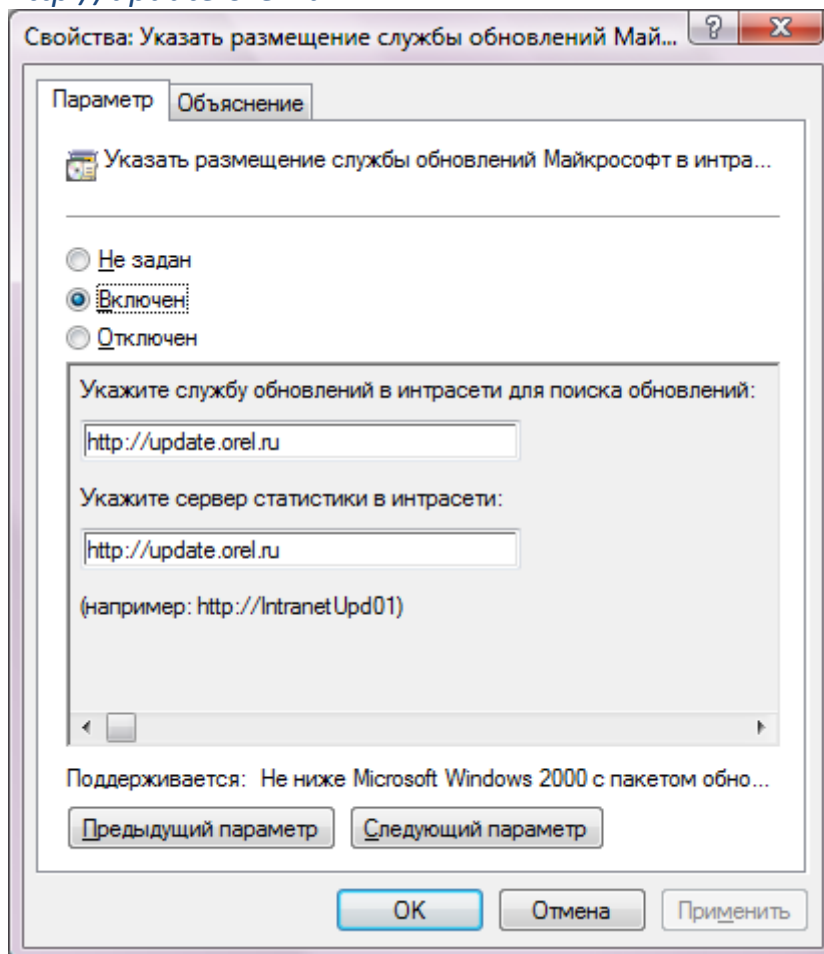 Свойства: Указать размещение службы обновлений Май...
Параметр
Объяснение
Указать размещение службы обновлений Майкрософт в интра...
Не задан
Включен
Отключен
Укажите службу обновлений в интрасети для поиска обновлений:
http://update.orel.ru
Укажите сервер статистики в интрасети:
http://update.orel.ru
(например: http://IntranetUpd01)
Поддерживается: Не ниже Microsoft Windows 2000 с пакетом обно...
Предыдущий параметр
Следующий параметр
OK
Отмена
Применить